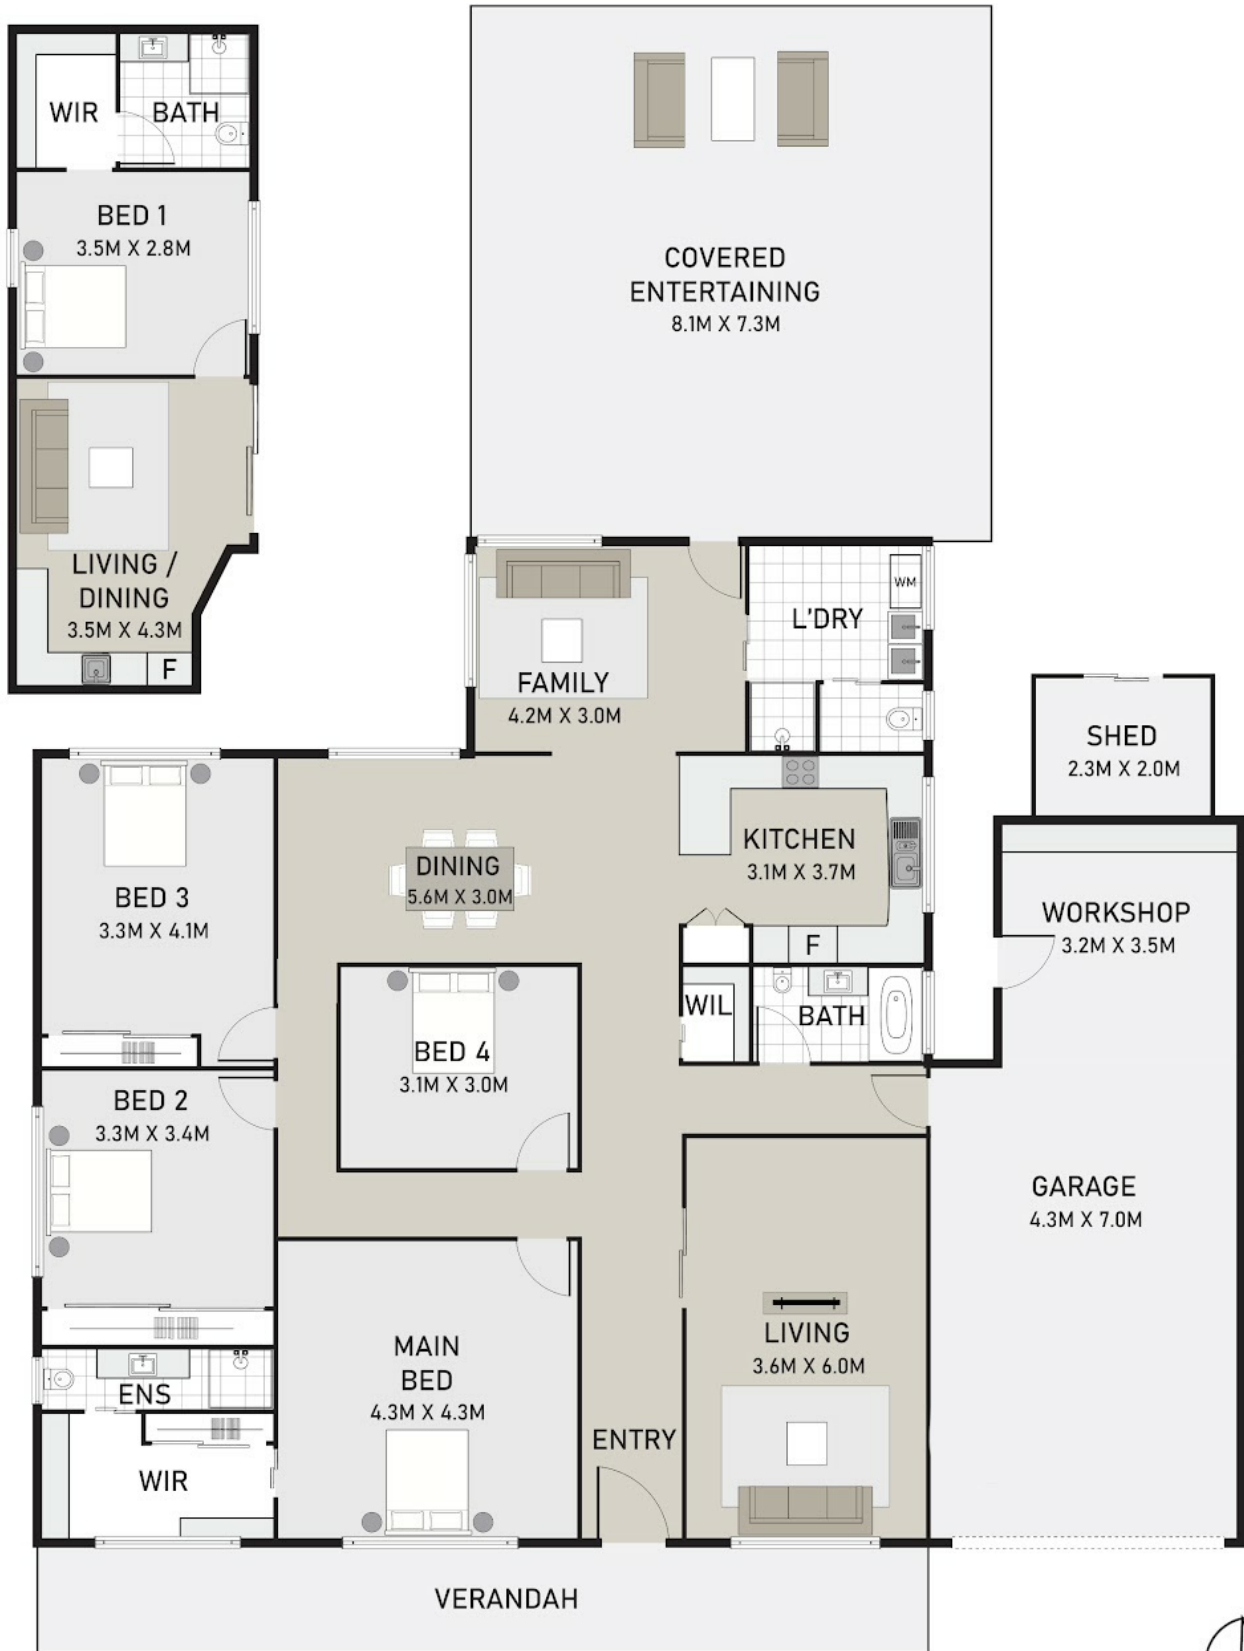 WIR
BATH
BED 1
3.5M X 2.8M
LIVING /
DINING
3.5M X 4.3M
F
COVERED
ENTERTAINING
8.1M X 7.3M
WM
L'DRY
FAMILY
4.2M X 3.0M
SHED
2.3M X 2.0M
KITCHEN
3.1M X 3.7M
F
DINING
5.6M X 3.0M
BED 3
3.3M X 4.1M
WORKSHOP
3.2M X 3.5M
WIL
BATH
BED 4
3.1M X 3.0M
BED 2
3.3M X 3.4M
GARAGE
4.3M X 7.0M
LIVING
3.6M X 6.0M
MAIN
BED
4.3M X 4.3M
ENS
WIR
ENTRY
VERANDAH